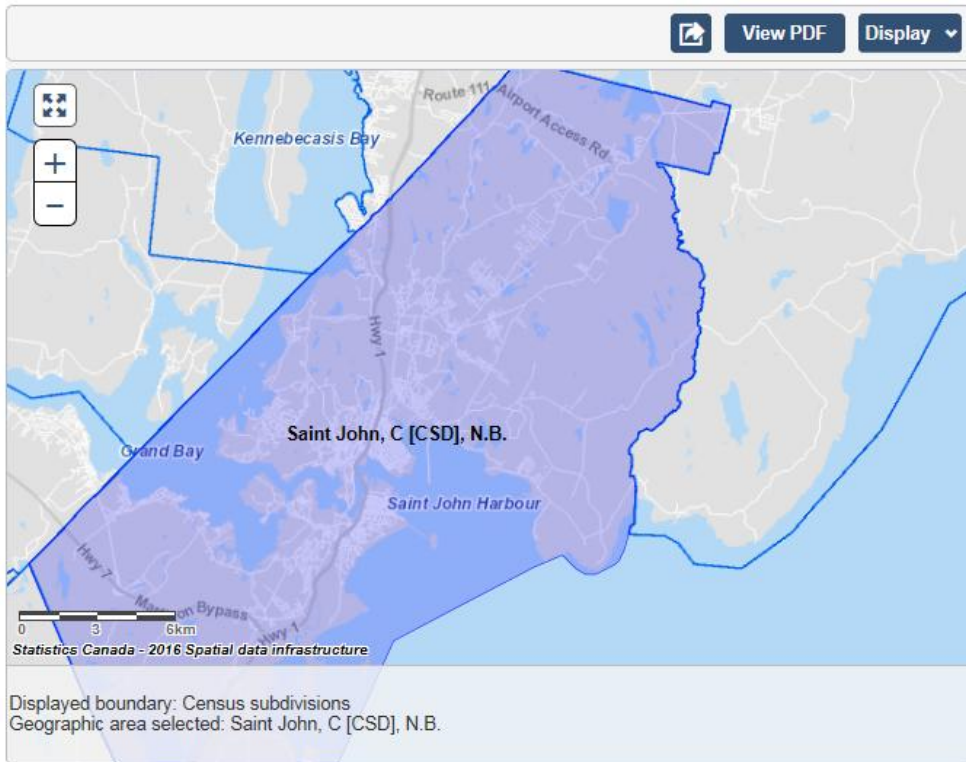 View PDF
Display
+
−
Route 111
Airport Access Rd
Kennebecasis Bay
Hwy 1
Saint John, C [CSD], N.B.
Grand Bay
Saint John Harbour
Hwy 7
Bypass
Hwy 1
0 3 6km
Statistics Canada - 2016 Spatial data infrastructure
Displayed boundary: Census subdivisions
Geographic area selected: Saint John, C [CSD], N.B.